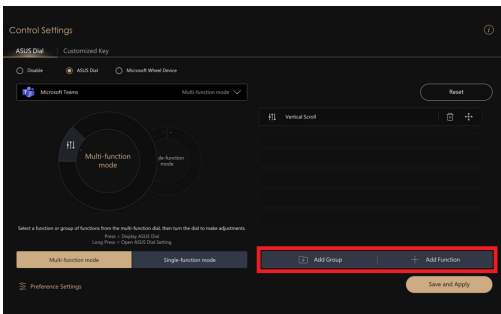 Control Settings
ASUS Dial
Customized Key
Disable
ASUS Dial
Microsoft Wheel Device
Microsoft Teams
Multi-function mode
Reset
Vertical Scroll
Multi-function
mode
mode
Select a function or group of functions from the multi-function dial, then turn the dial to make adjustments.
Press = Display ASUS Dial
Long Press = Open ASUS Dial Setting
Multi-function mode
Single-function mode
Add Group
Add Function
Preference Settings
Save and Apply